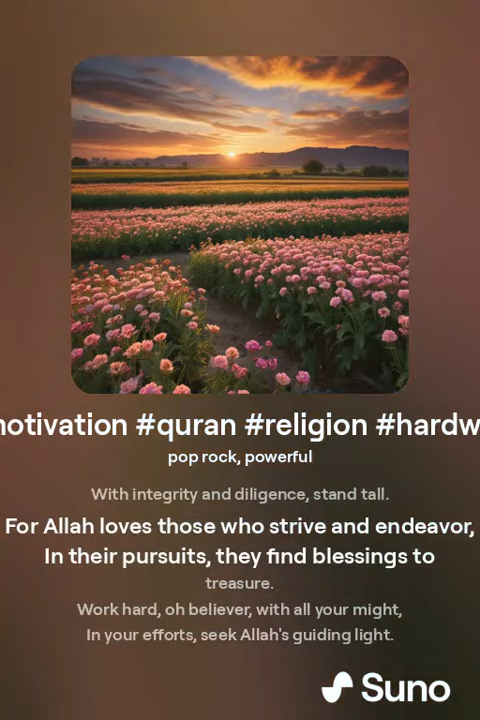 #quran #religion
pop rock, powerful
With integrity and diligence, stand tall.
For Allah loves those who strive and endeavor,
In their pursuits, they find blessings to
treasure.
Work hard, oh believer, with all your might,
In your efforts, seek Allah's guiding light.
Suno